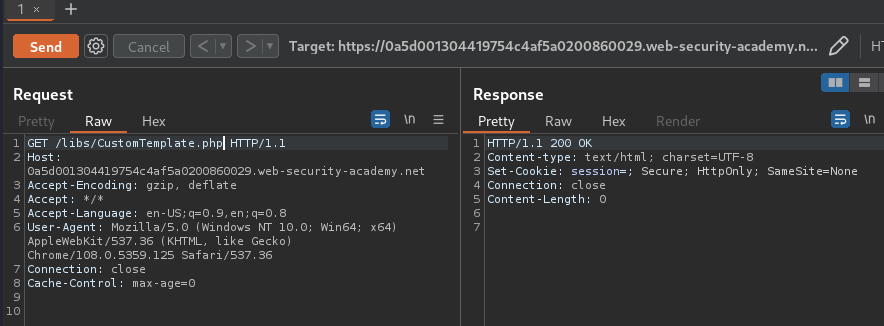 1 ×
+
Send
Cancel
< ▾
> ▾
Target: https://0a5d001304419754c4af5a0200860029.web-security-academy.n...
Request
Pretty
Raw
Hex
\n
1 GET /libs/CustomTemplate.php HTTP/1.1
2 Host:
0a5d001304419754c4af5a0200860029.web-security-academy.net
3 Accept-Encoding: gzip, deflate
4 Accept: */*
5 Accept-Language: en-US;q=0.9,en;q=0.8
6 User-Agent: Mozilla/5.0 (Windows NT 10.0; Win64; x64)
AppleWebKit/537.36 (KHTML, like Gecko)
Chrome/108.0.5359.125 Safari/537.36
7 Connection: close
8 Cache-Control: max-age=0
9
10
Response
Pretty
Raw
Hex
Render
\n
1 HTTP/1.1 200 OK
2 Content-type: text/html; charset=UTF-8
3 Set-Cookie: session=; Secure; HttpOnly; SameSite=None
4 Connection: close
5 Content-Length: 0
6
7